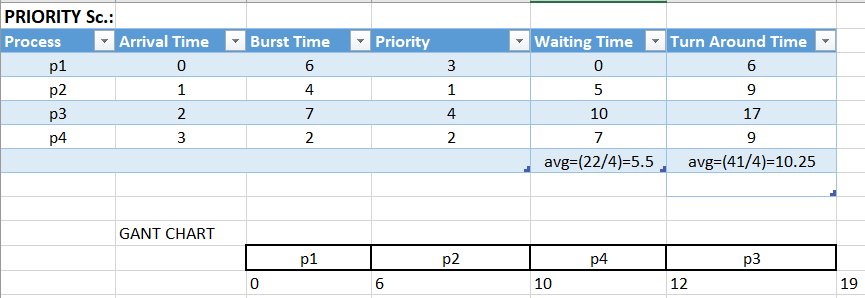 PRIORITY Sc.:
Process Arrival Time Burst Time Priority Waiting Time Turn Around Time
p1 0 6 3 0 6
p2 1 4 1 5 9
p3 2 7 4 10 17
p4 3 2 2 7 9
avg=(22/4)=5.5 avg=(41/4)=10.25
GANT CHART
p1 p2 p4 p3
0 6 10 12 19